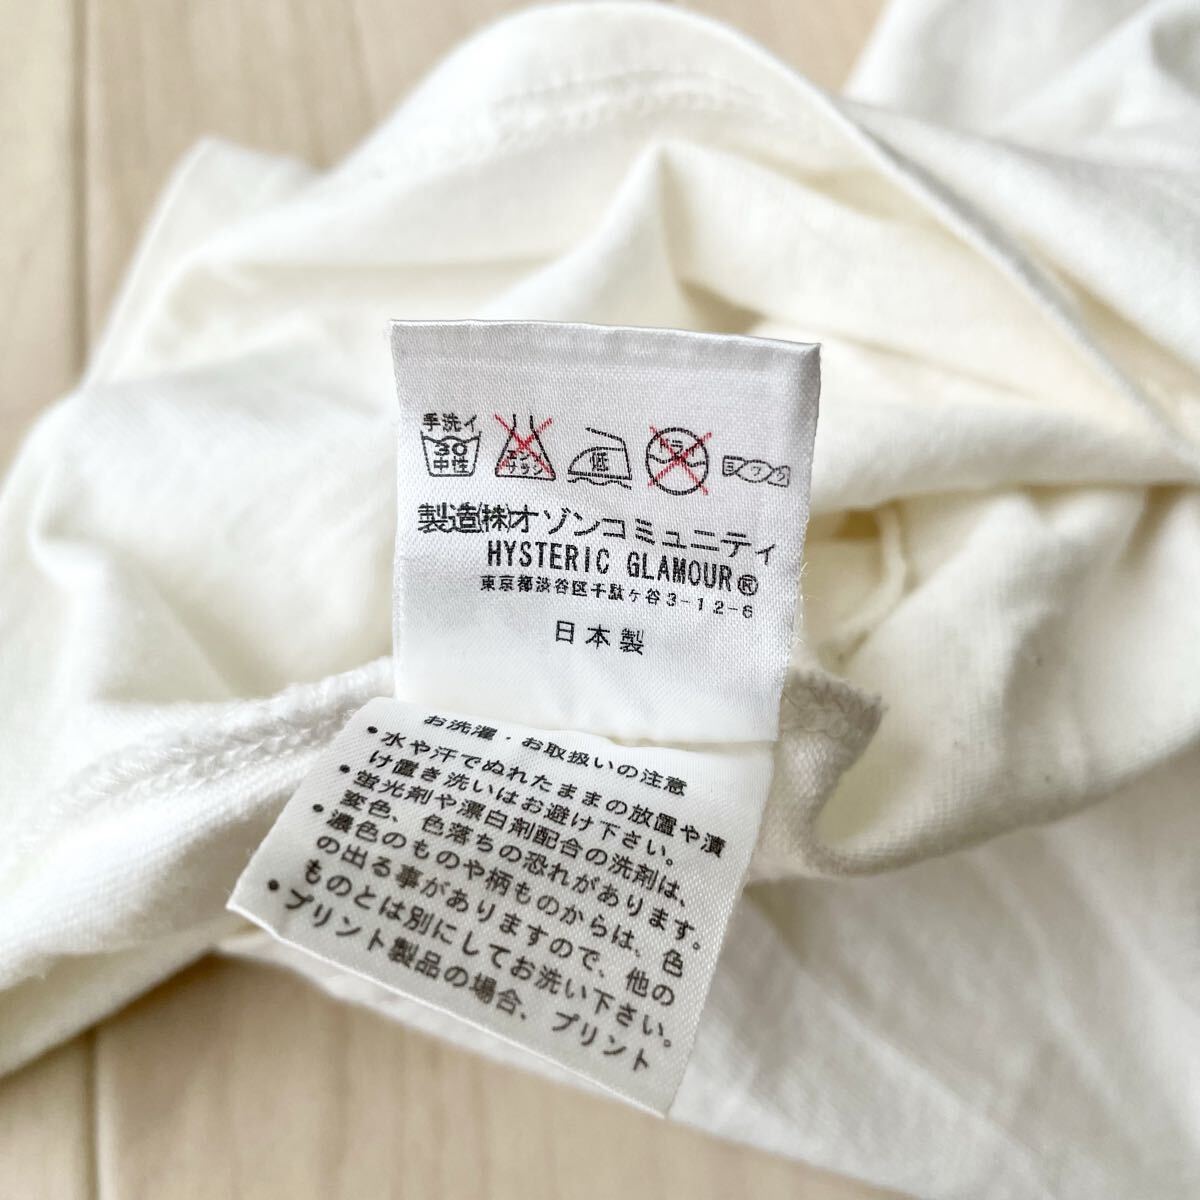 手洗イ
30
中性
エンソ
サラシ
低
ドライ
ヨワク
製造(株)オゾンコミュニティ
HYSTERIC GLAMOUR®
東京都渋谷区千駄ヶ谷3-12-6
日本製
お洗濯・お取扱いの注意
•水や汗でぬれたままの放置や漬
け置き洗いはお避け下さい。
•蛍光剤や漂白剤配合の洗剤は、
変色、色落ちの恐れがあります。
•濃色のものや柄ものからは、色
の出る事がありますので、他の
ものとは別にしてお洗い下さい。
•プリント製品の場合、プリント